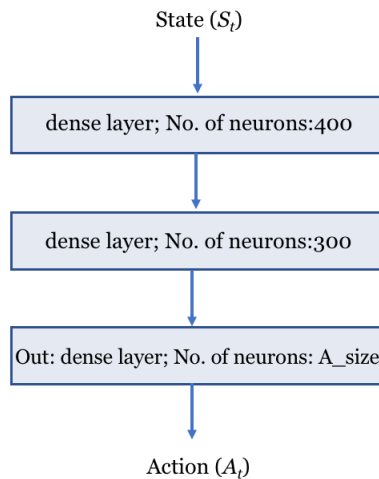 State (Sₜ)
dense layer; No. of neurons:400
dense layer; No. of neurons:300
Out: dense layer; No. of neurons: A_size
Action (Aₜ)